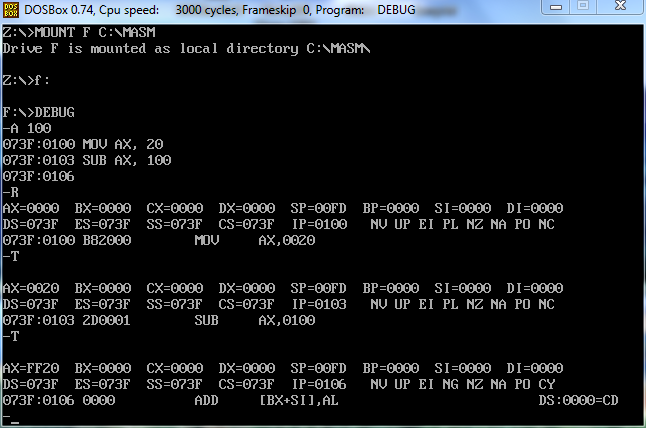 DOSBox 0.74, Cpu speed: 3000 cycles, Frameskip 0, Program: DEBUG
Z:\>MOUNT F C:\MASM
Drive F is mounted as local directory C:\MASM\
Z:\>f:
F:\>DEBUG
-A 100
073F:0100 MOV AX, 20
073F:0103 SUB AX, 100
073F:0106
-R
AX=0000 BX=0000 CX=0000 DX=0000 SP=00FD BP=0000 SI=0000 DI=0000
DS=073F ES=073F SS=073F CS=073F IP=0100 NV UP EI PL NZ NA PO NC
073F:0100 B82000 MOV AX,0020
-T
AX=0020 BX=0000 CX=0000 DX=0000 SP=00FD BP=0000 SI=0000 DI=0000
DS=073F ES=073F SS=073F CS=073F IP=0103 NV UP EI PL NZ NA PO NC
073F:0103 2D0001 SUB AX,0100
-T
AX=FF20 BX=0000 CX=0000 DX=0000 SP=00FD BP=0000 SI=0000 DI=0000
DS=073F ES=073F SS=073F CS=073F IP=0106 NV UP EI NG NZ NA PO CY
073F:0106 0000 ADD [BX+SI],AL DS:0000=CD
-_